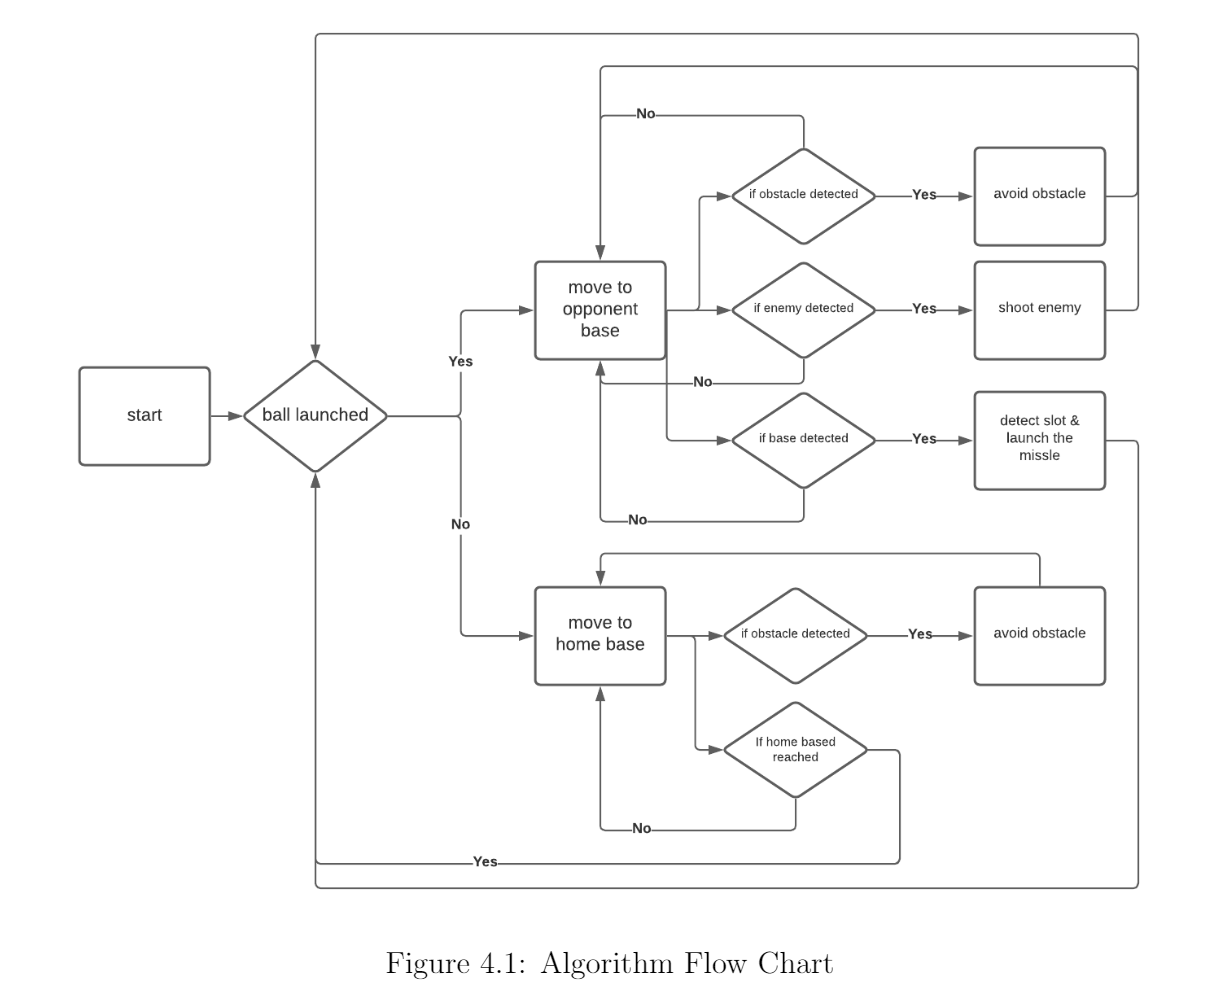 No
if obstacle detected
Yes
avoid obstacle
move to
opponent
base
if enemy detected
Yes
shoot enemy
Yes
No
start
ball launched
if base detected
Yes
detect slot &
launch the
missle
No
No
move to
home base
if obstacle detected
Yes
avoid obstacle
If home based
reached
No
Yes
Figure 4.1: Algorithm Flow Chart